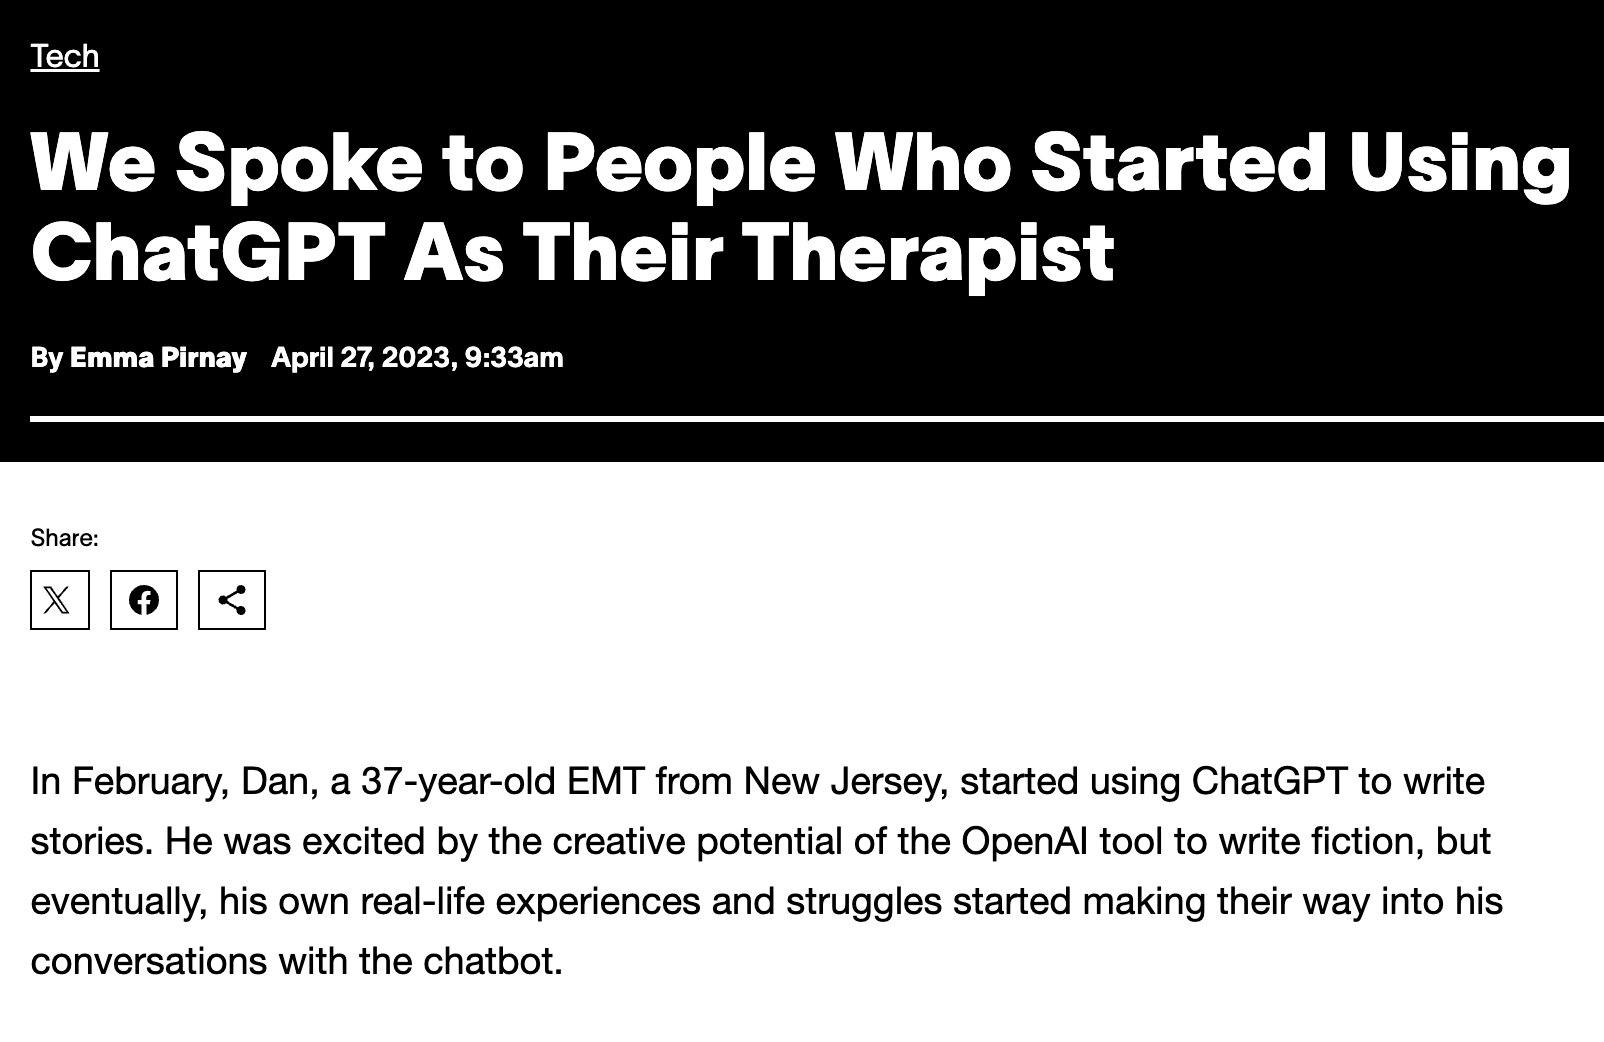 Tech
We Spoke to People Who Started Using
ChatGPT As Their Therapist
By Emma Pirnay April 27, 2023, 9:33am
Share:
In February, Dan, a 37-year-old EMT from New Jersey, started using ChatGPT to write
stories. He was excited by the creative potential of the OpenAI tool to write fiction, but
eventually, his own real-life experiences and struggles started making their way into his
conversations with the chatbot.